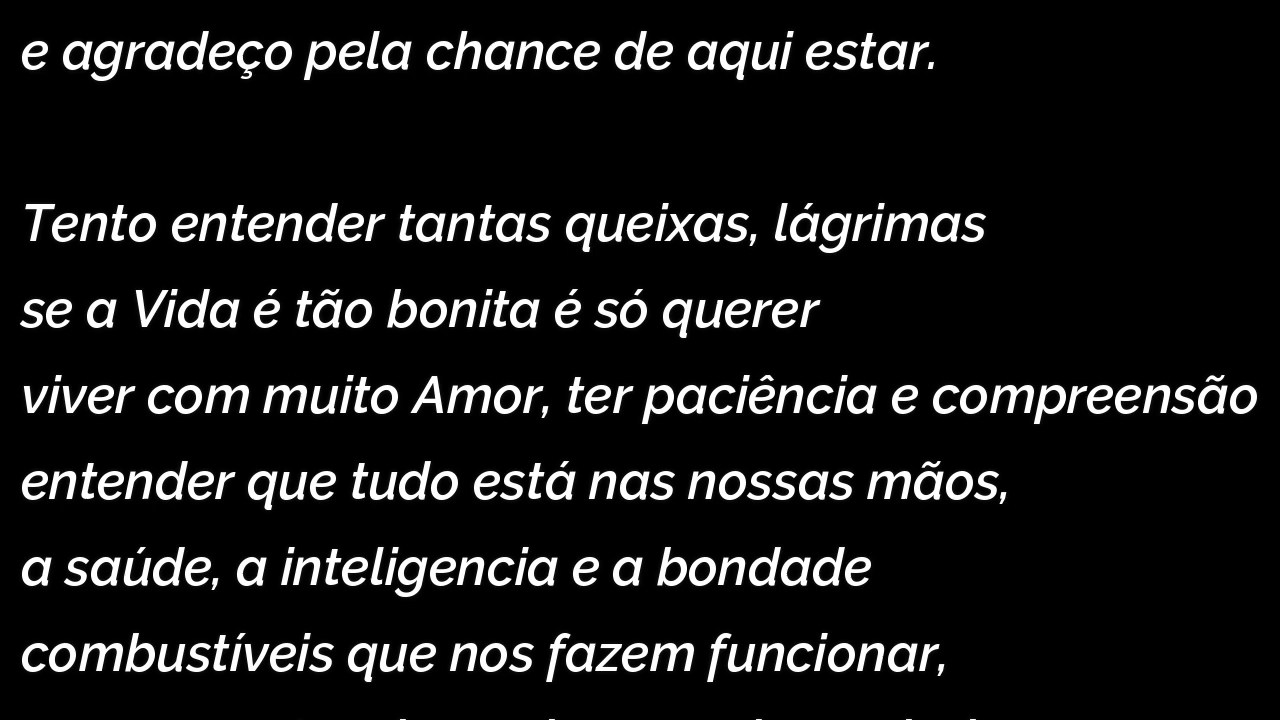 e agradeço pela chance de aqui estar.
Tento entender tantas queixas, lágrimas
se a Vida é tão bonita é só querer
viver com muito Amor, ter paciência e compreensão
entender que tudo está nas nossas mãos,
a saúde, a inteligencia e a bondade
combustíveis que nos fazem funcionar,